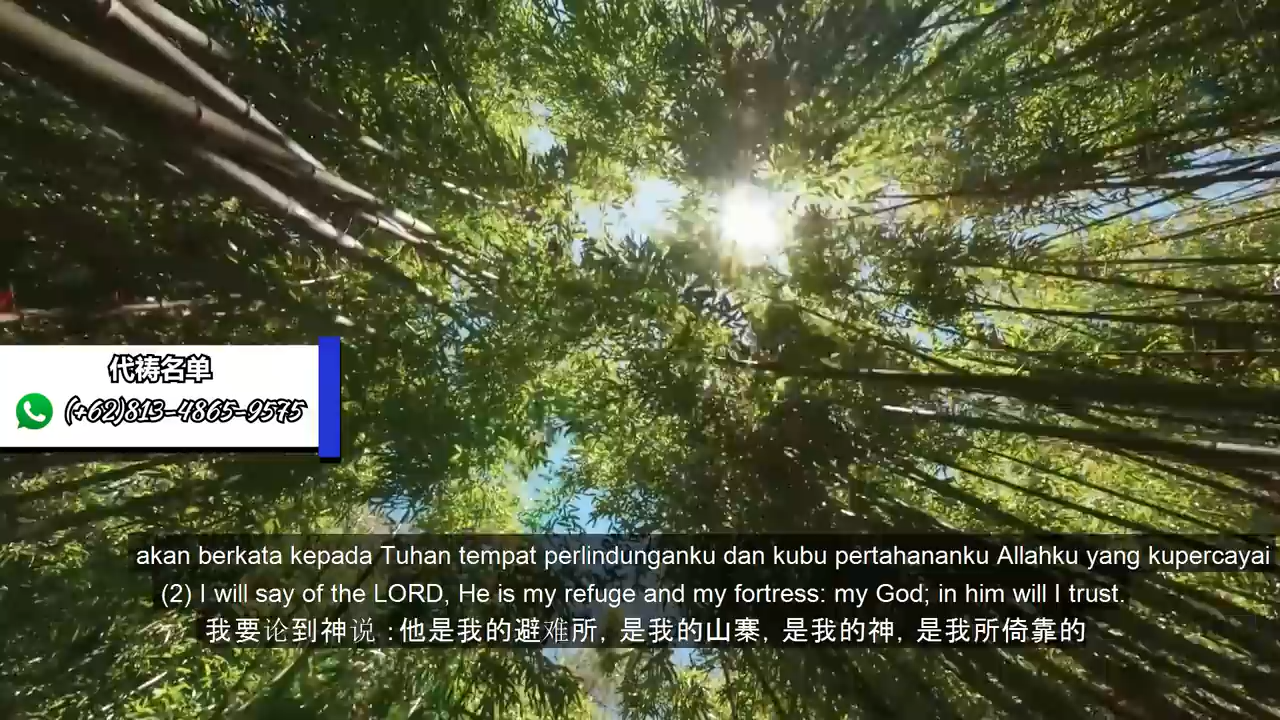 代祷名单
(+62)813-4865-9575
akan berkata kepada Tuhan tempat perlindunganku dan kubu pertahananku Allahku yang kupercayai
(2) I will say of the LORD, He is my refuge and my fortress: my God; in him will I trust.
我要论到神说 :他是我的避难所, 是我的山寨, 是我的神, 是我所倚靠的